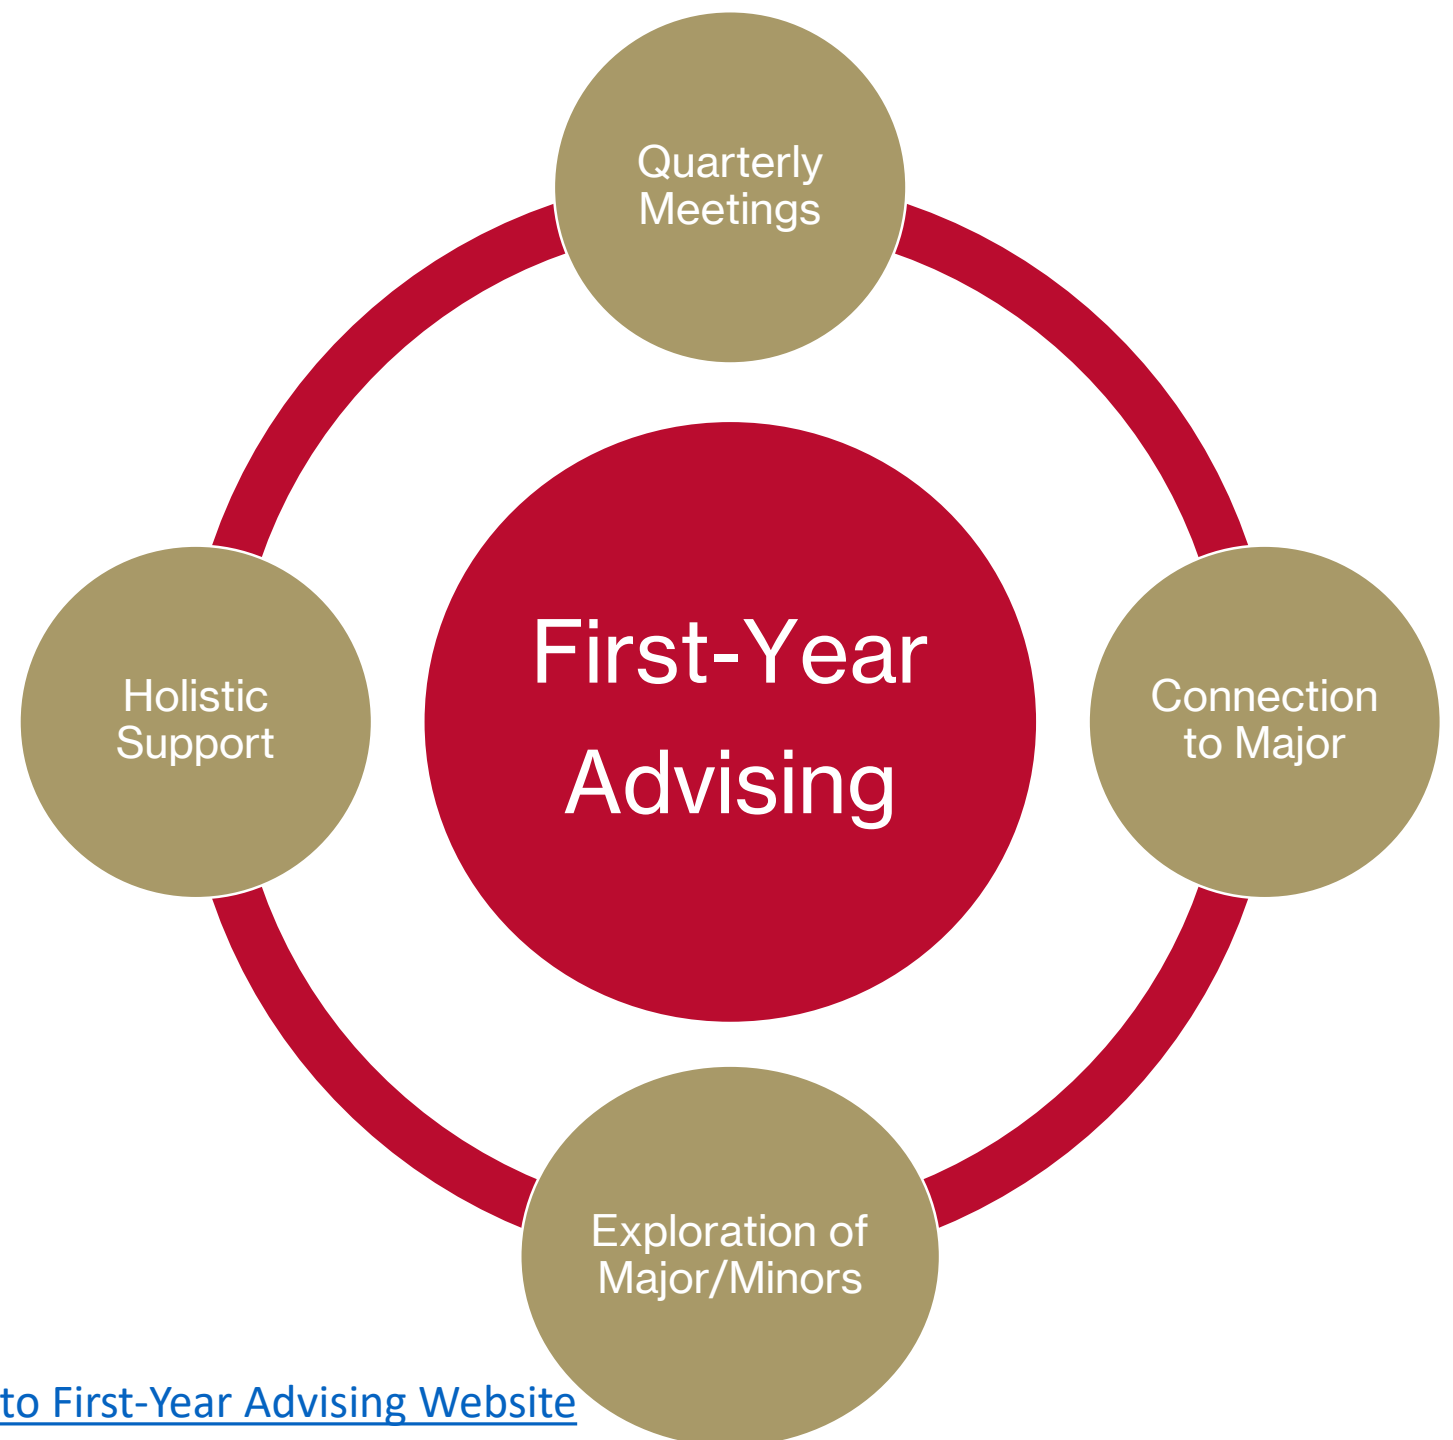 Quarterly
Meetings
Holistic
Support
First-Year
Advising
Connection
to Major
Exploration of
Major/Minors
to First-Year Advising Website